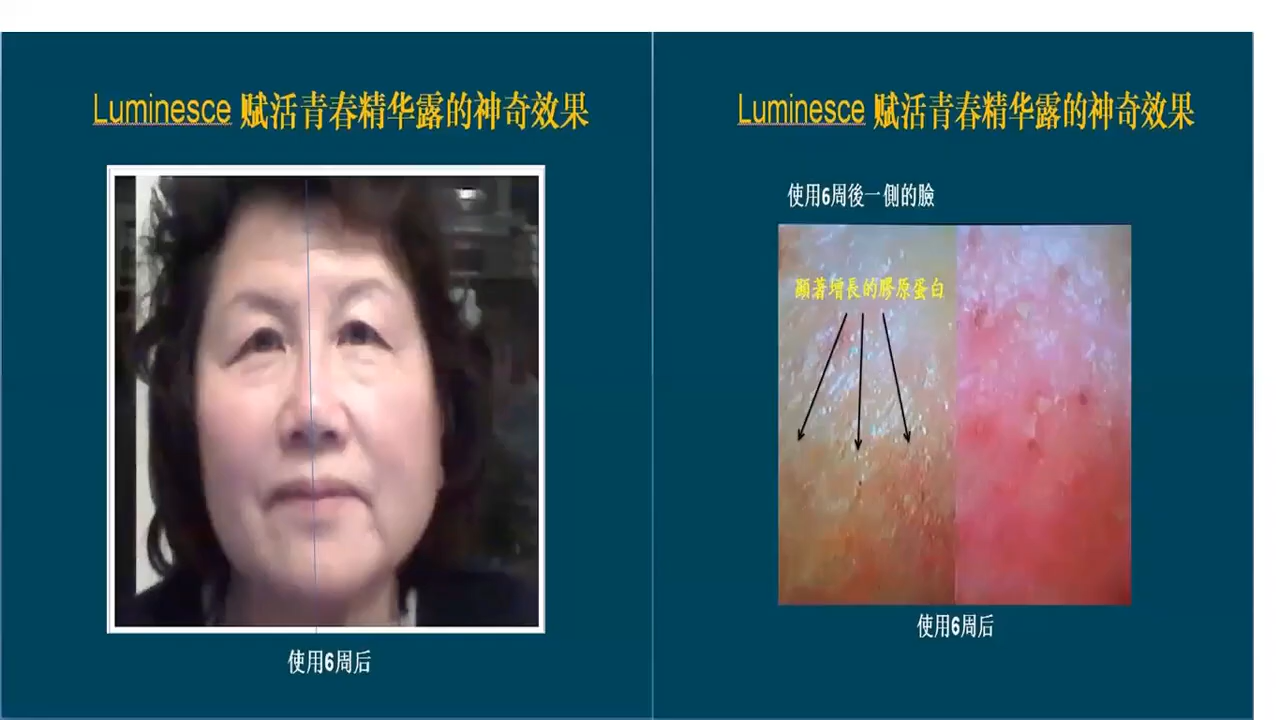 Luminesce 赋活青春精华露的神奇效果
使用6周后
Luminesce 赋活青春精华露的神奇效果
使用6周後一側的臉
顯著增長的膠原蛋白
使用6周后